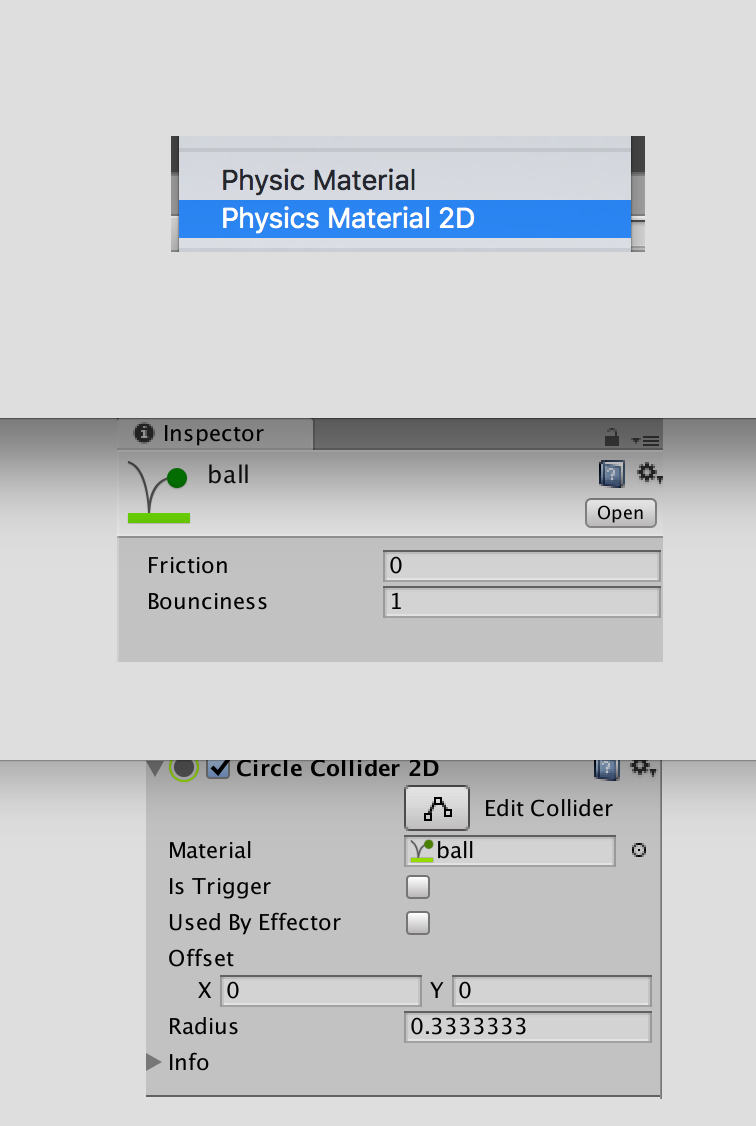 Physic Material
Physics Material 2D
Inspector
ball
Open
Friction 0
Bounciness 1
Circle Collider 2D
Edit Collider
Material ball
Is Trigger
Used By Effector
Offset
X 0 Y 0
Radius 0.3333333
Info